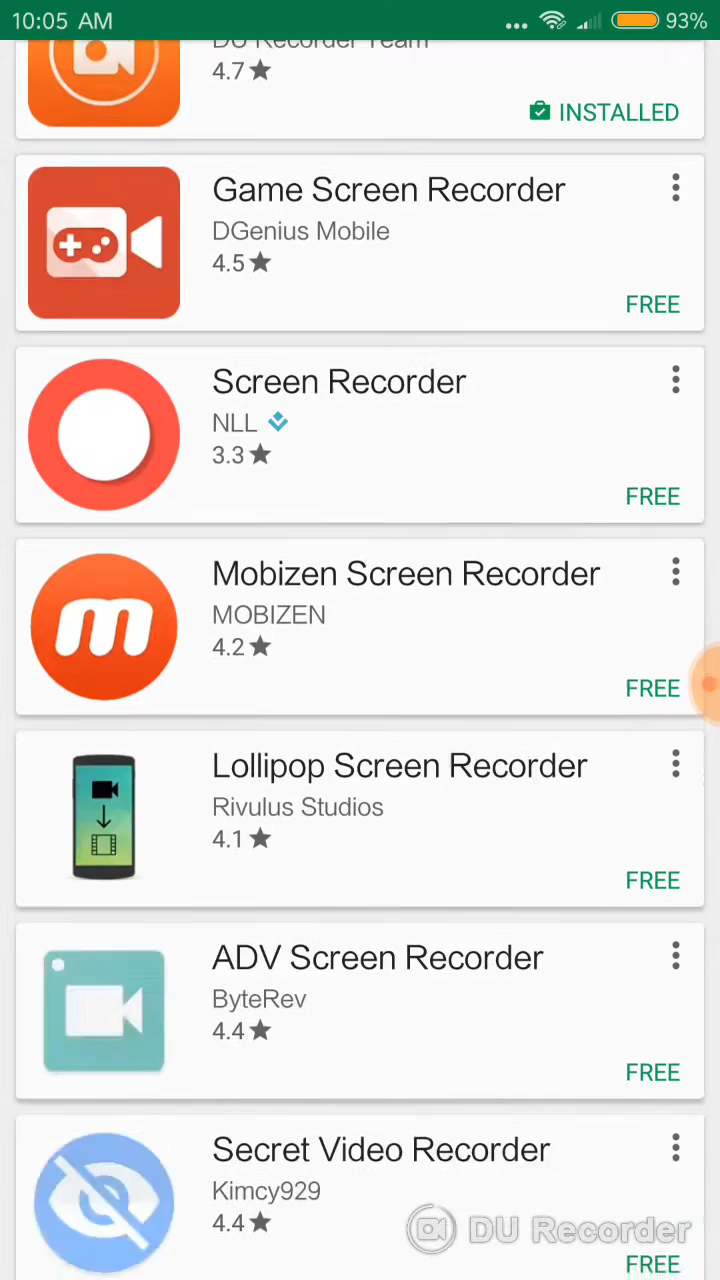 10:05 AM
93%
DU Recorder Team
4.7
INSTALLED
Game Screen Recorder
DGenius Mobile
4.5
FREE
Screen Recorder
NLL
3.3
FREE
Mobizen Screen Recorder
MOBIZEN
4.2
FREE
m
Lollipop Screen Recorder
Rivulus Studios
4.1
FREE
ADV Screen Recorder
ByteRev
4.4
FREE
Secret Video Recorder
Kimcy929
4.4
DU Recorder
FREE